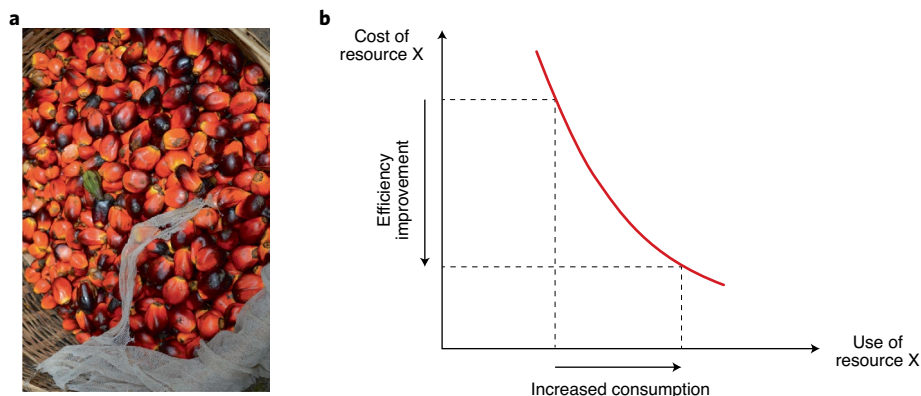 a
b
Cost of
resource X
Efficiency
improvement
Use of
resource X
Increased consumption